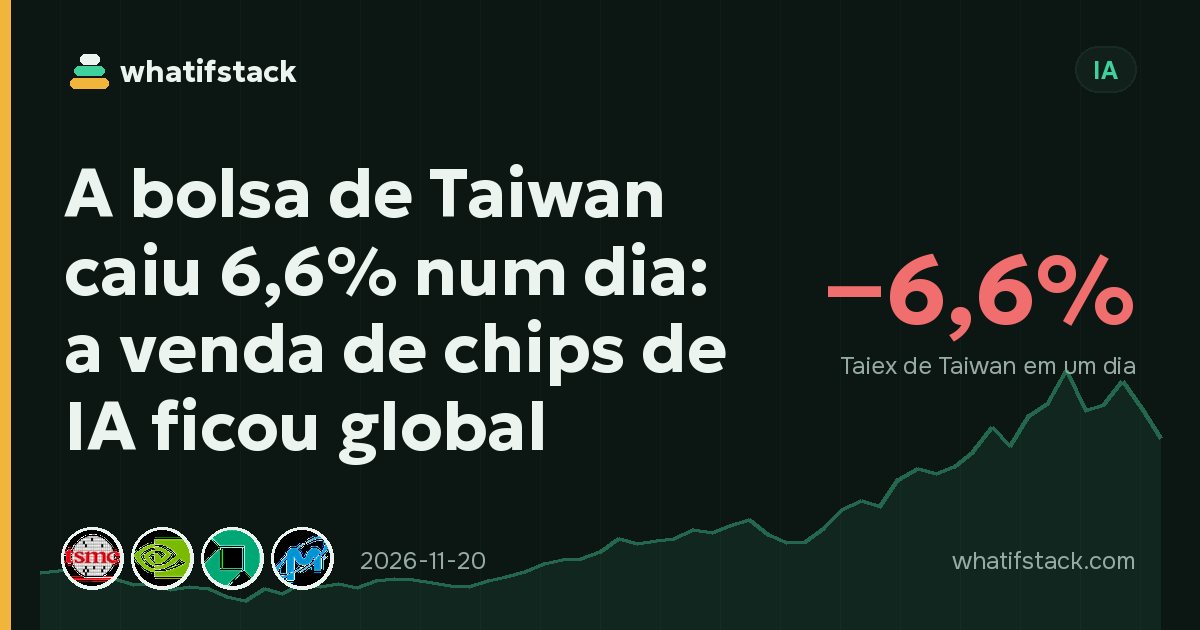 whatifstack
IA
A bolsa de Taiwan
caiu 6,6% num dia:
a venda de chips de
IA ficou global
−6,6%
Taiex de Taiwan em um dia
tsmc
2026-11-20
whatifstack.com